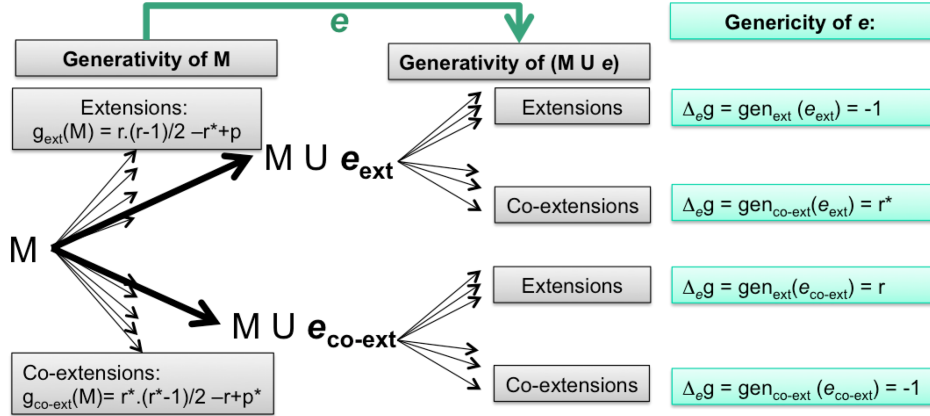 e
Genericity of e:
Generativity of M
Generativity of (M U e)
Extensions:
g_ext(M) = r.(r-1)/2 –r*+p
Extensions
Δ_e g = gen_ext (e_ext) = -1
M U e_ext
Co-extensions
Δ_e g = gen_co-ext(e_ext) = r*
M
Extensions
Δ_e g = gen_ext(e_co-ext) = r
M U e_co-ext
Co-extensions:
g_co-ext(M)= r*.(r*-1)/2 –r+p*
Co-extensions
Δ_e g = gen_co-ext (e_co-ext) = -1